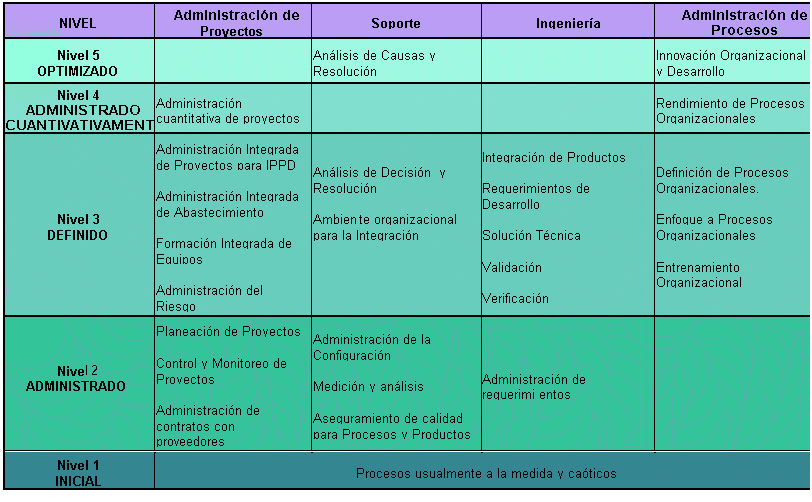 NIVEL
Administración de
Proyectos
Soporte
Ingeniería
Administración de
Procesos
Nivel 5
OPTIMIZADO
Análisis de Causas y
Resolución
Innovación Organizacional
y Desarrollo
Nivel 4
ADMINISTRADO
CUANTIVATIVAMENT
Administración
cuantitativa de proyectos
Rendimiento de Procesos
Organizacionales
Nivel 3
DEFINIDO
Administración Integrada
de Proyectos para IPPD
Administración Integrada
de Abastecimiento
Formación Integrada de
Equipos
Administración del
Riesgo
Análisis de Decisión y
Resolución
Ambiente organizacional
para la Integración
Integración de Productos
Requerimientos de
Desarrollo
Solución Técnica
Validación
Verificación
Definición de Procesos
Organizacionales.
Enfoque a Procesos
Organizacionales
Entrenamiento
Organizacional
Nivel 2
ADMINISTRADO
Planeación de Proyectos
Control y Monitoreo de
Proyectos
Administración de
contratos con
proveedores
Administración de la
Configuración
Medición y análisis
Aseguramiento de calidad
para Procesos y Productos
Administración de
requerimi entos
Nivel 1
INICIAL
Procesos usualmente a la medida y caóticos